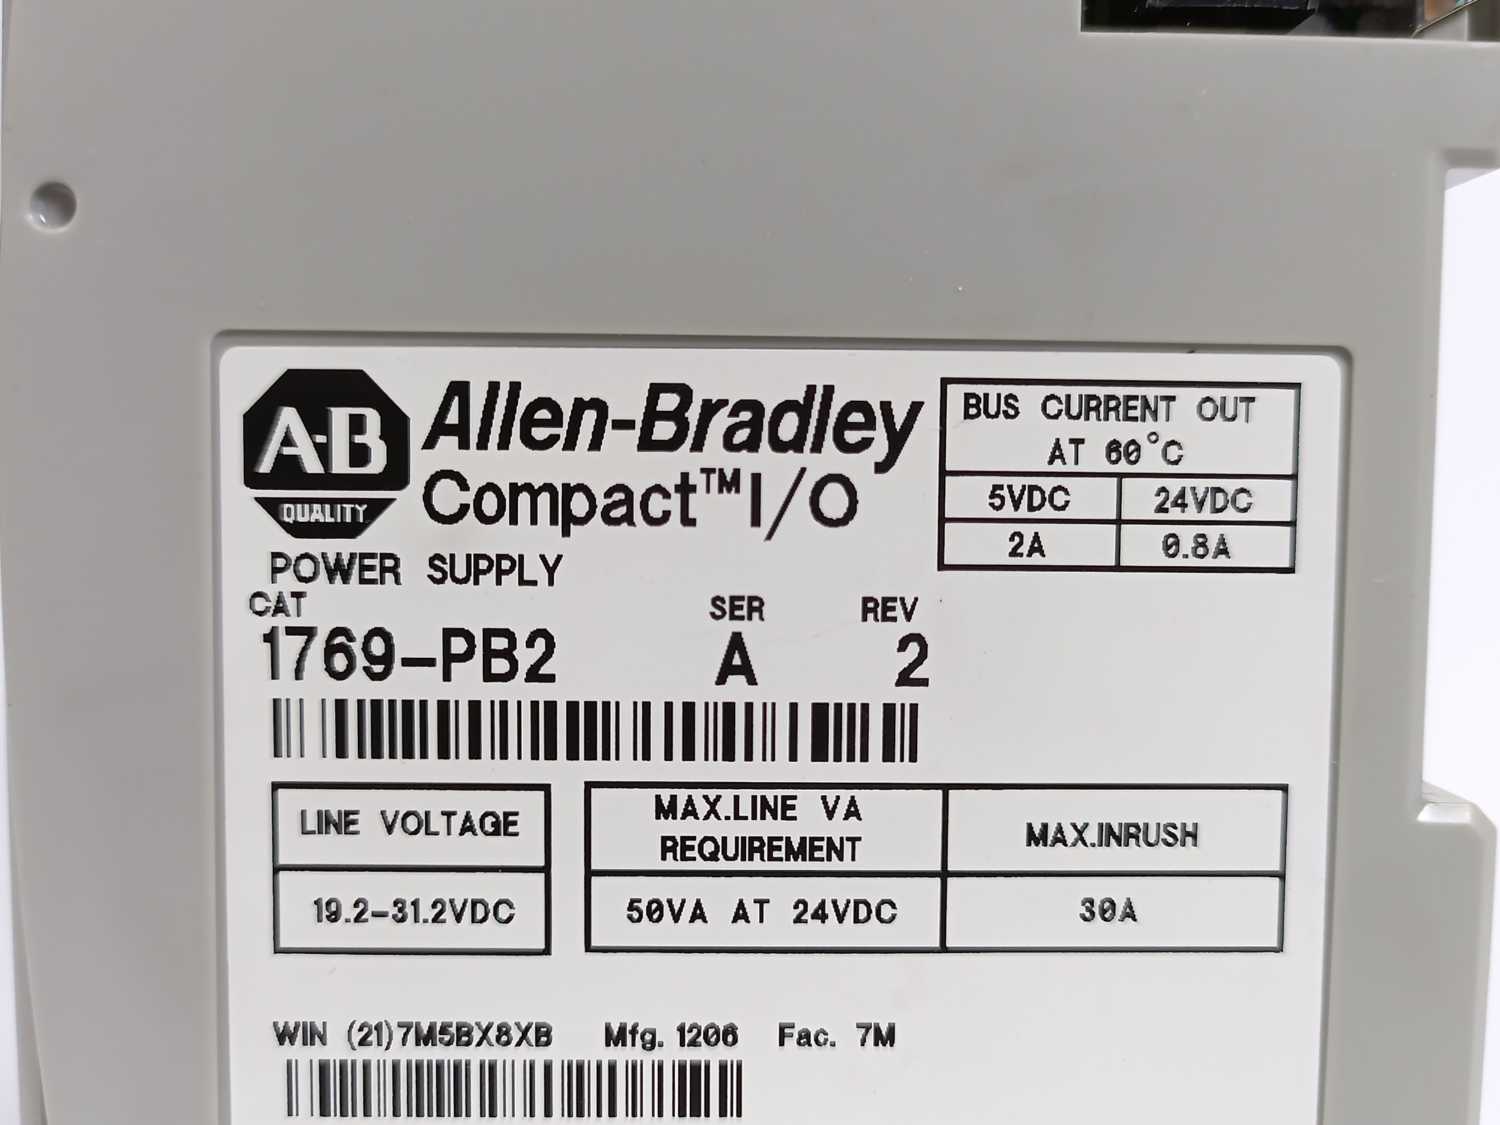 A-B
QUALITY
Allen-Bradley
Compact™ I/O
POWER SUPPLY
BUS CURRENT OUT
AT 60°C
5VDC 24VDC
2A 0.8A
CAT SER REV
1769-PB2 A 2
LINE VOLTAGE
19.2-31.2VDC
MAX.LINE VA
REQUIREMENT
MAX.INRUSH
50VA AT 24VDC
30A
WIN (21)7M5BX8XB Mfg. 1206 Fac. 7M